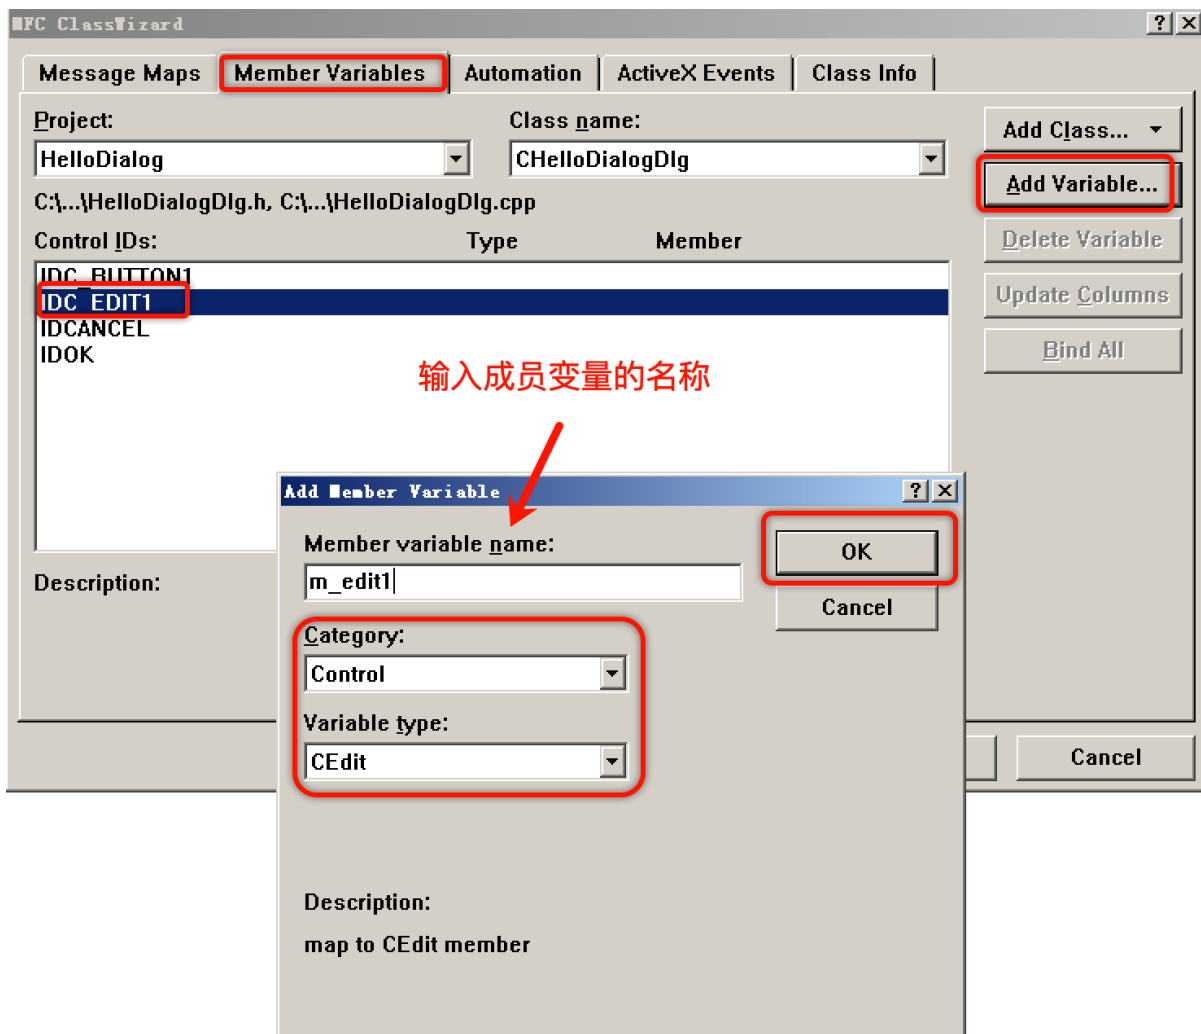 MFC ClassWizard
Message Maps Member Variables Automation ActiveX Events Class Info
Project: Class name:
Add Class...
HelloDialog CHelloDialogDlg
Add Variable...
C:\...\HelloDialogDlg.h, C:\...\HelloDialogDlg.cpp
Control IDs: Type Member
Delete Variable
IDC_BUTTON1
IDC_EDIT1
Update Columns
IDCANCEL
IDOK
Bind All
输入成员变量的名称
Add Member Variable
Member variable name:
OK
m_edit1
Description:
Cancel
Category:
Control
Variable type:
CEdit
Cancel
Description:
map to CEdit member